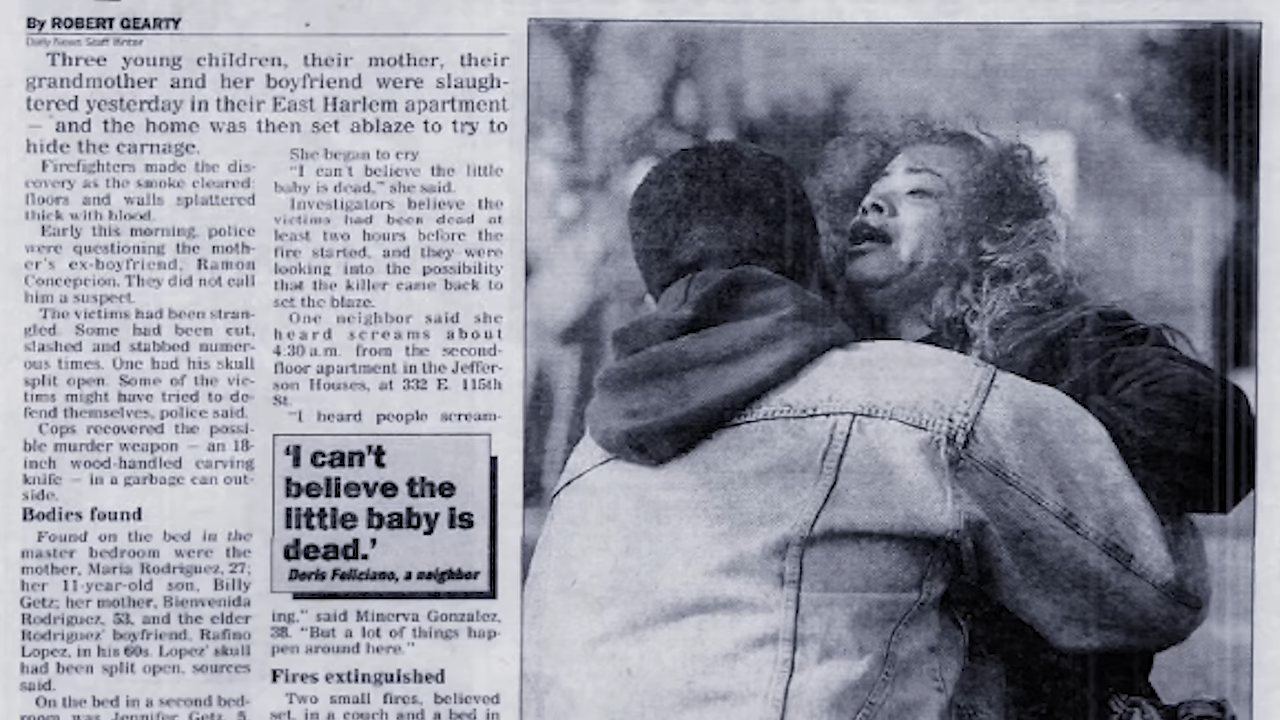 By ROBERT GEARTY
Daily News Staff Writer
Three young children, their mother, their
grandmother and her boyfriend were slaugh-
tered yesterday in their East Harlem apartment
— and the home was then set ablaze to try to
hide the carnage.
Firefighters made the dis-
covery as the smoke cleared:
floors and walls splattered
thick with blood.
Early this morning, police
were questioning the moth-
er's ex-boyfriend, Ramon
Concepcion. They did not call
him a suspect.
The victims had been stran-
gled. Some had been cut,
slashed and stabbed numer-
ous times. One had his skull
split open. Some of the vic-
tims might have tried to de-
fend themselves, police said.
Cops recovered the possi-
ble murder weapon — an 18-
inch wood-handled carving
knife — in a garbage can out-
side.
Bodies found
Found on the bed in the
master bedroom were the
mother, Maria Rodriguez, 27;
her 11-year-old son, Billy
Getz; her mother, Bienvenida
Rodriguez, 53, and the elder
Rodriguez' boyfriend, Rafino
Lopez, in his 60s. Lopez' skull
had been split open, sources
said.
On the bed in a second bed-
room was Jennifer Getz, 5,
She began to cry
"I can't believe the little
baby is dead," she said.
Investigators believe the
victims had been dead at
least two hours before the
fire started, and they were
looking into the possibility
that the killer came back to
set the blaze.
One neighbor said she
heard screams about
4:30 a.m. from the second-
floor apartment in the Jeffer-
son Houses, at 332 E. 115th
St.
"I heard people scream-
'I can't
believe the
little baby is
dead.'
Doris Feliciano, a neighbor
ing," said Minerva Gonzalez,
38. "But a lot of things hap-
pen around here."
Fires extinguished
Two small fires, believed
set in a couch and a bed in